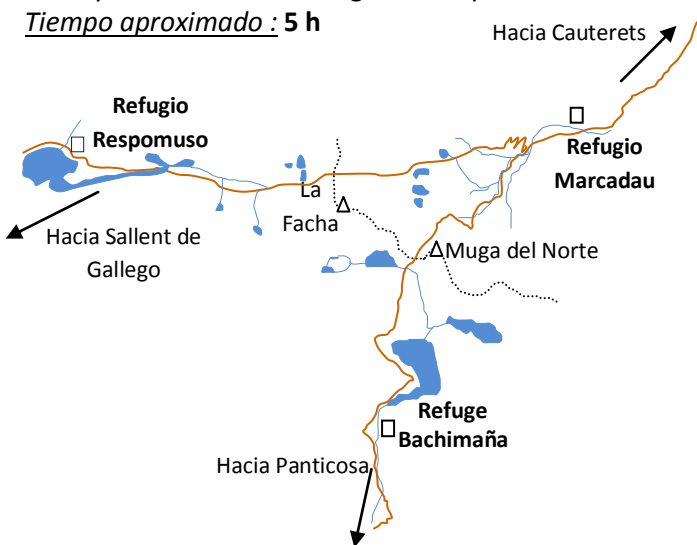 Tiempo aproximado : 5 h
Hacia Cauterets
Refugio
Respomuso
Refugio
Marcadau
La
Facha
Hacia Sallent de
Gallego
Muga del Norte
Refuge
Bachimaña
Hacia Panticosa